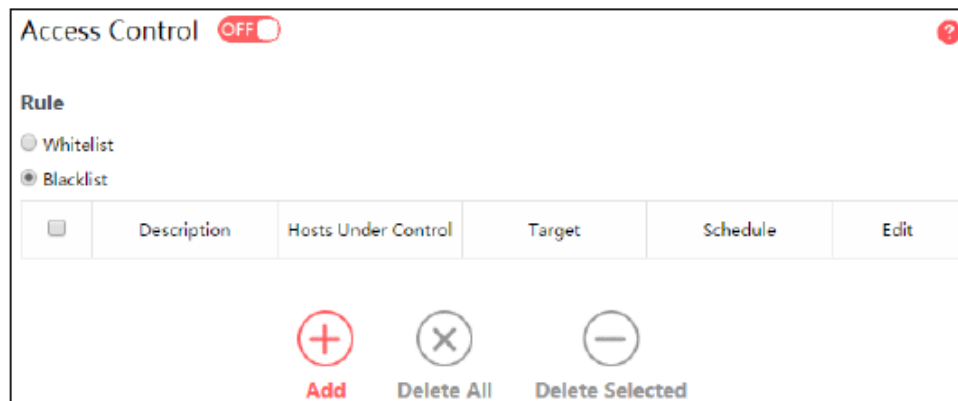 Access Control OFF ?
Rule
Whitelist
Blacklist
Description Hosts Under Control Target Schedule Edit
Add Delete All Delete Selected